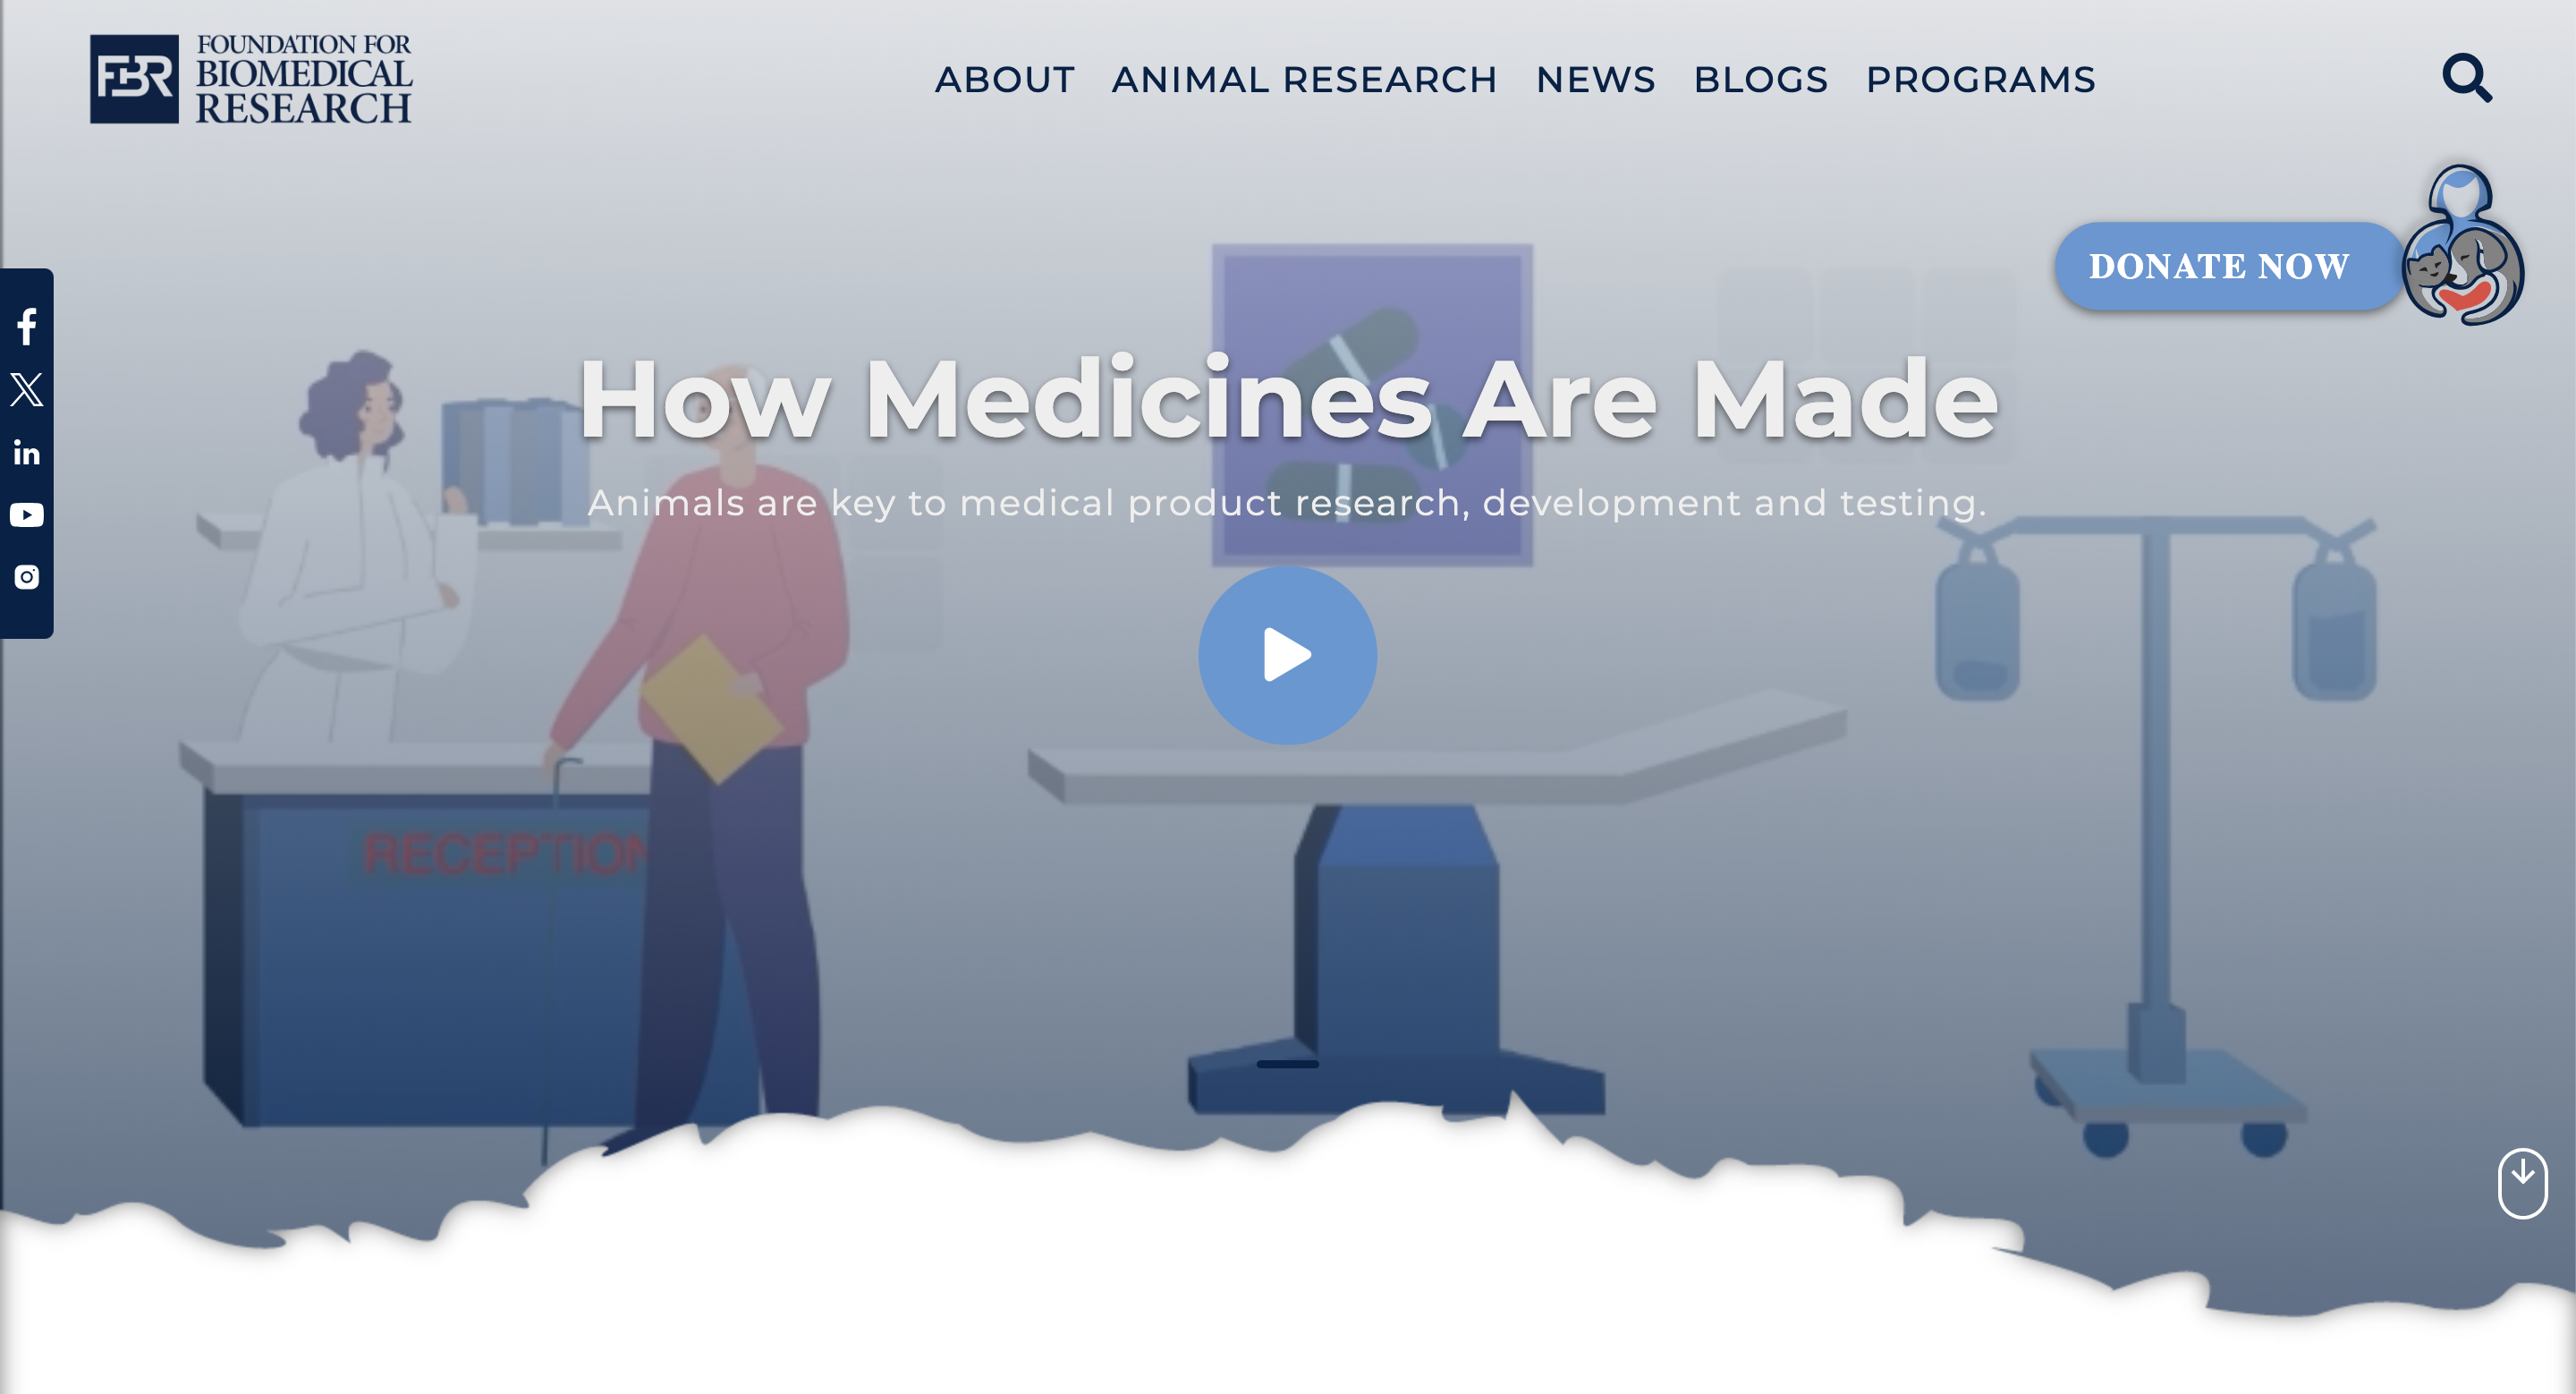 FBR
FOUNDATION FOR
BIOMEDICAL
RESEARCH
ABOUT ANIMAL RESEARCH NEWS BLOGS PROGRAMS
DONATE NOW
How Medicines Are Made
Animals are key to medical product research, development and testing.
RECEPTION